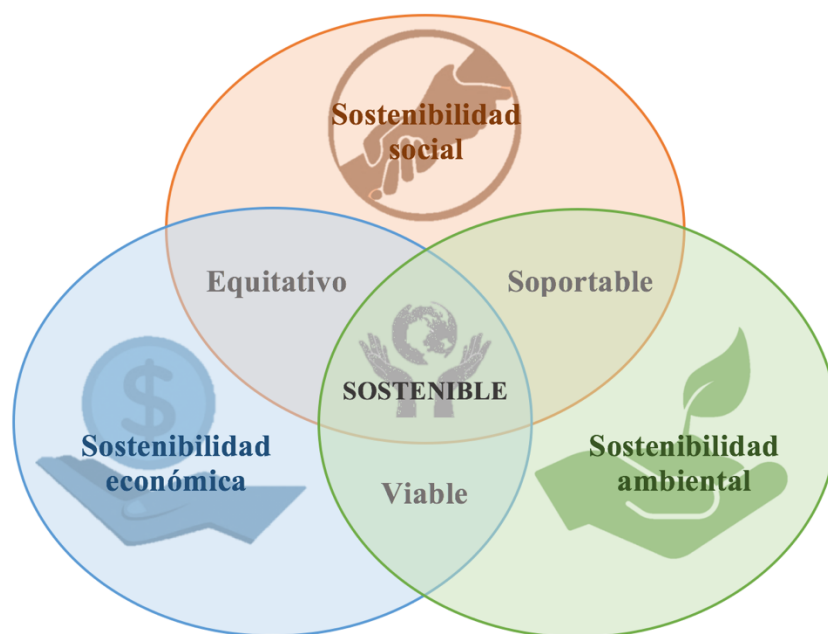 Sostenibilidad
social
Equitativo
Soportable
SOSTENIBLE
$
Sostenibilidad
económica
Sostenibilidad
ambiental
Viable